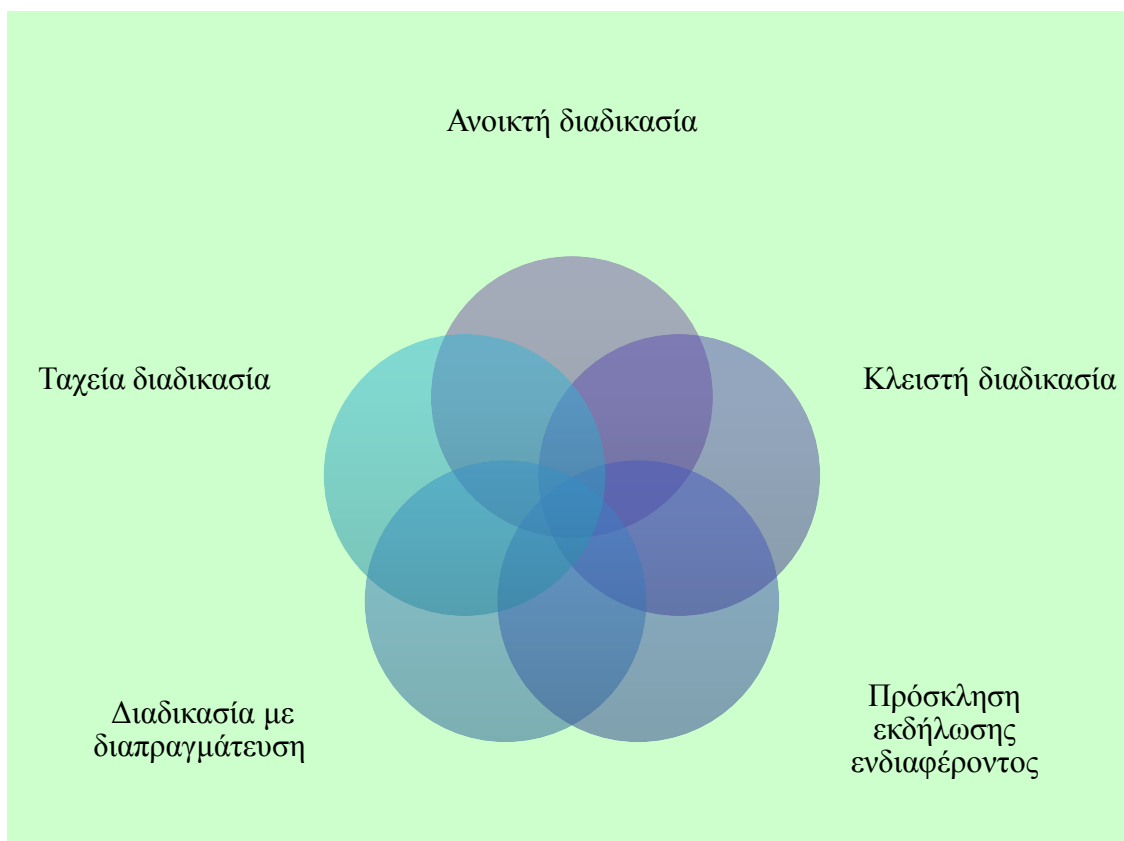 Ανοικτή διαδικασία
Ταχεία διαδικασία
Κλειστή διαδικασία
Διαδικασία με
διαπραγμάτευση
Πρόσκληση
εκδήλωσης
ενδιαφέροντος